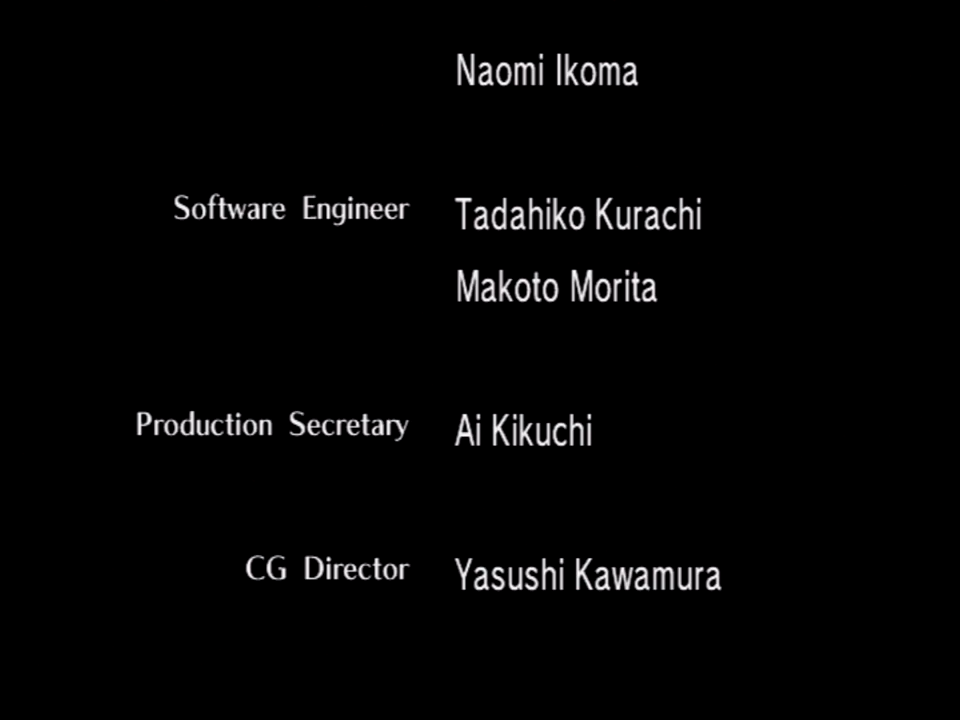 Naomi Ikoma
Software Engineer Tadahiko Kurachi
Makoto Morita
Production Secretary Ai Kikuchi
CG Director Yasushi Kawamura